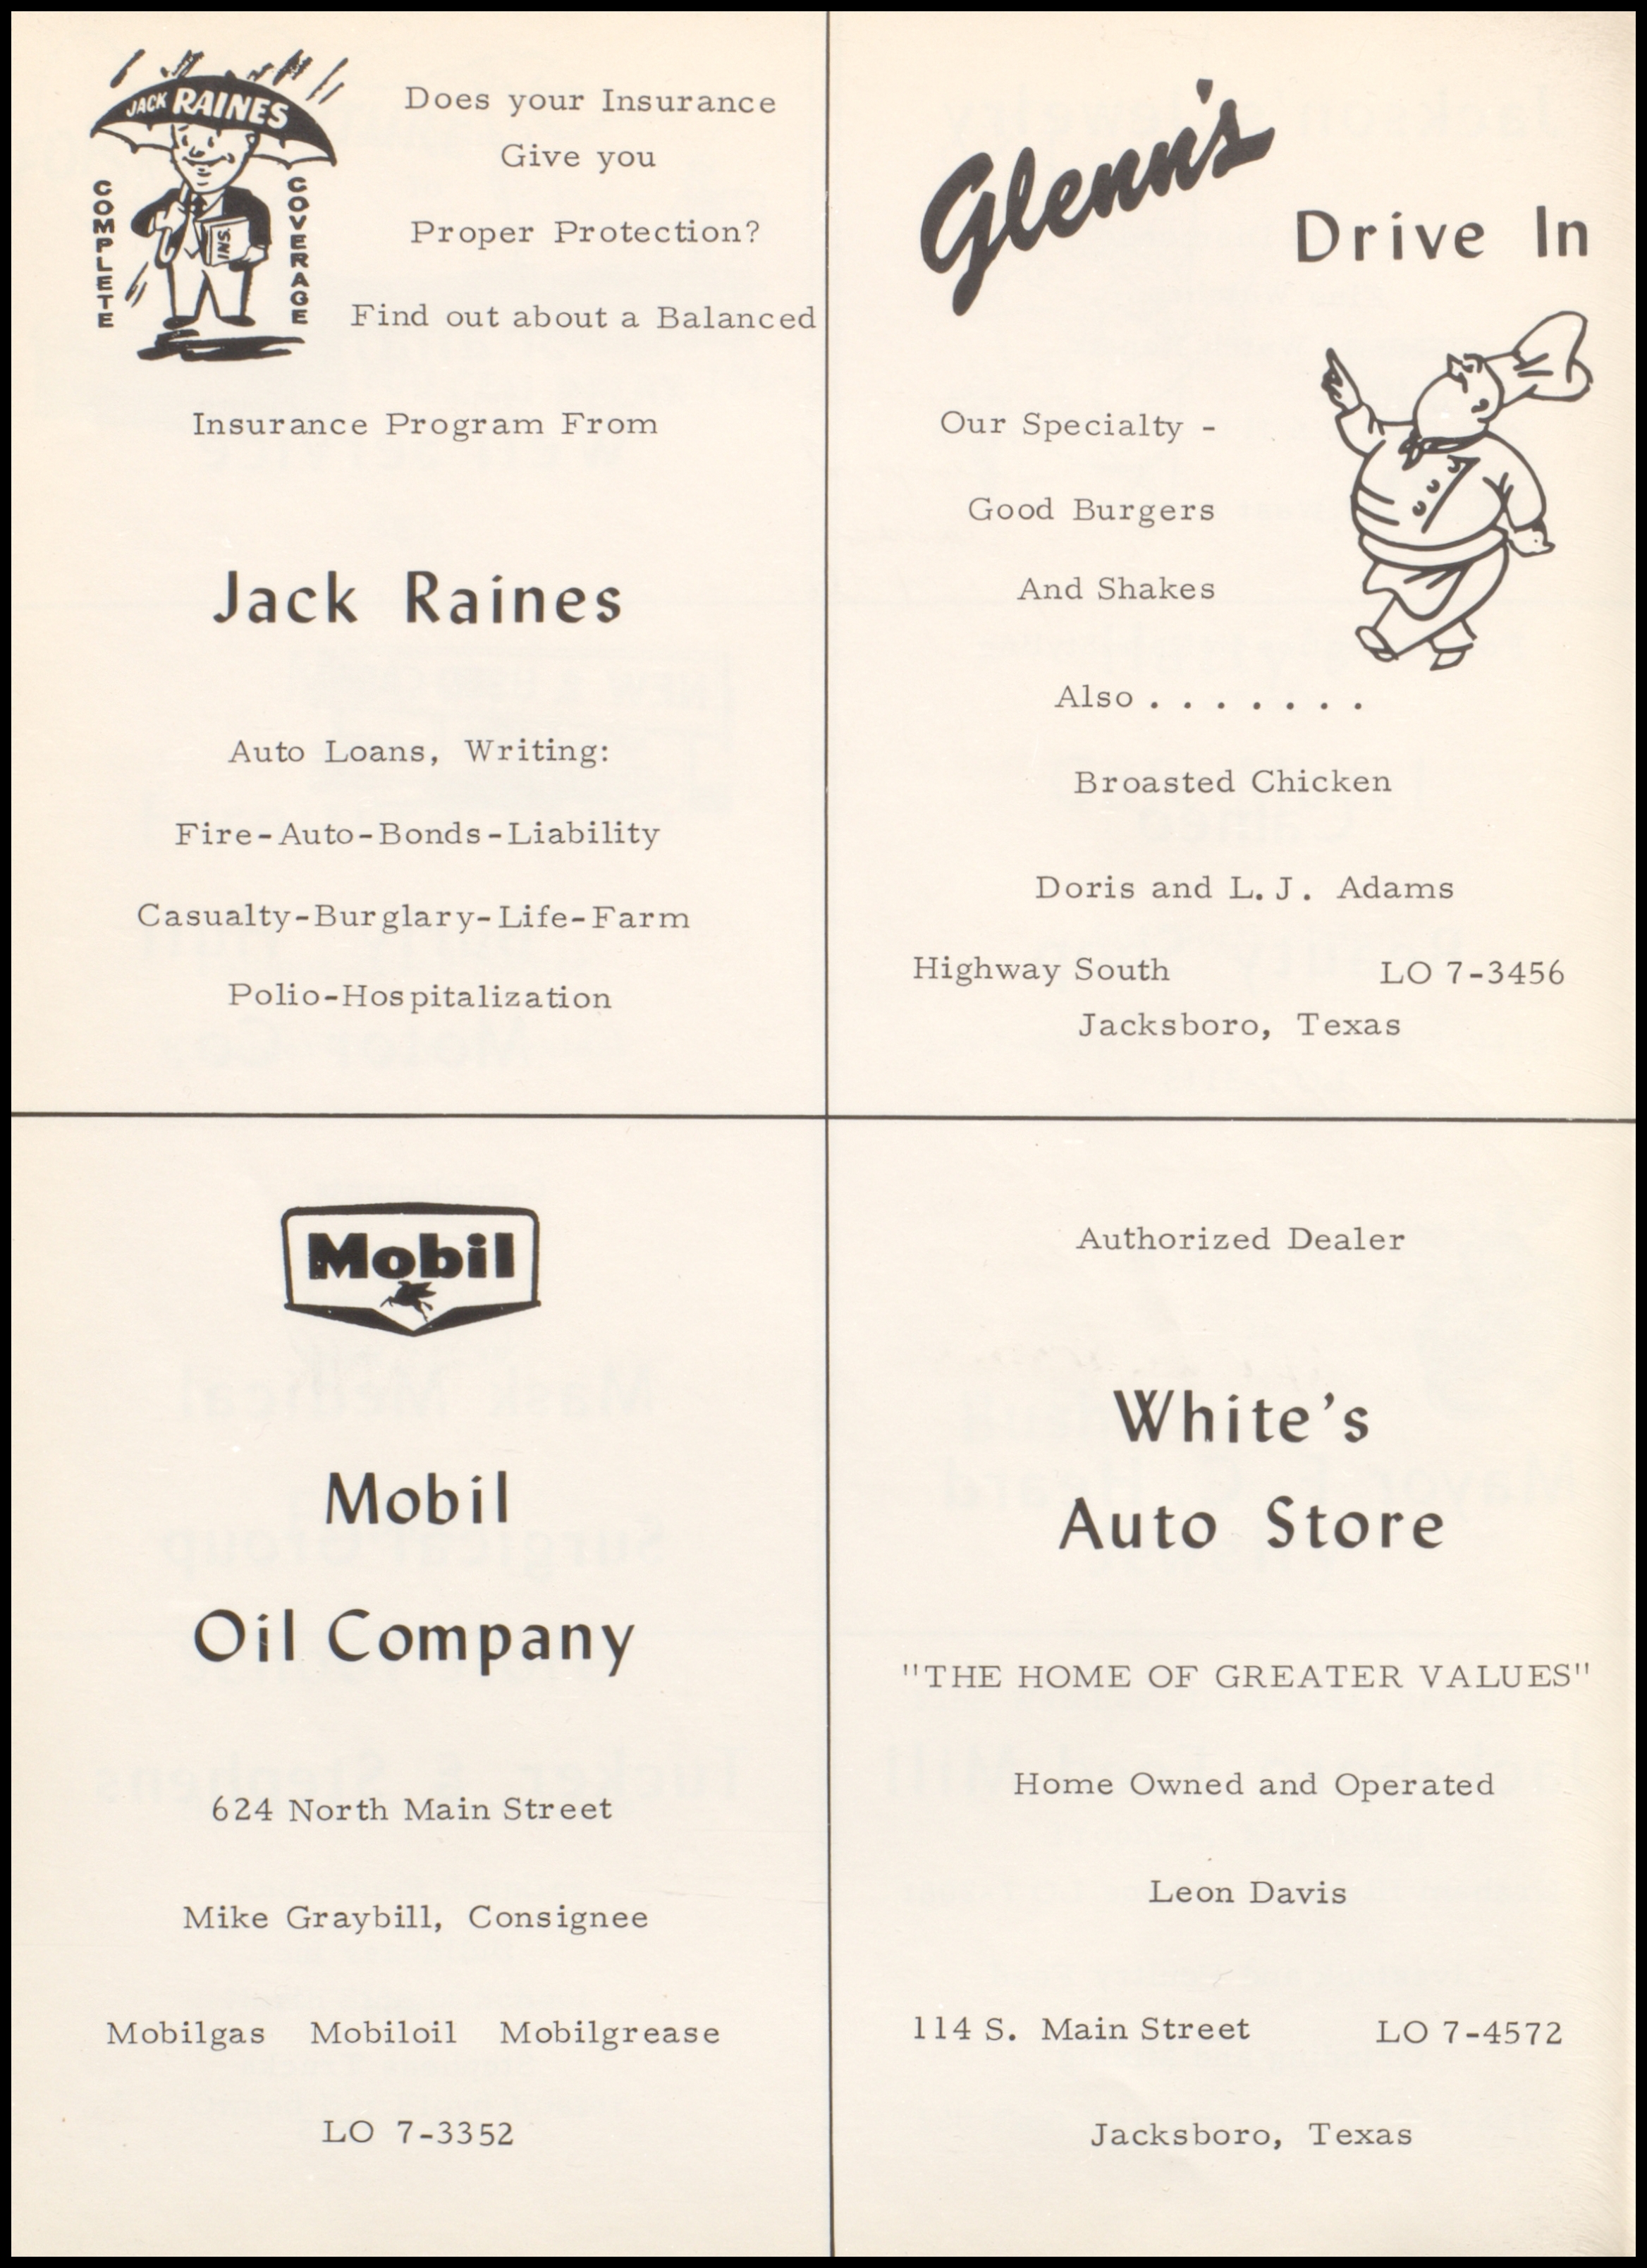 JACK RAINES
COMPLETE
COVERAGE
INS.
Does your Insurance
Give you
Proper Protection?
Find out about a Balanced
Insurance Program From
Jack Raines
Auto Loans, Writing:
Fire-Auto-Bonds-Liability
Casualty-Burglary-Life-Farm
Polio-Hospitalization
Glenn's
Drive In
Our Specialty -
Good Burgers
And Shakes
Also . . . . . . .
Broasted Chicken
Doris and L. J. Adams
Highway South LO 7-3456
Jacksboro, Texas
Mobil
Mobil
Oil Company
624 North Main Street
Mike Graybill, Consignee
Mobilgas Mobiloil Mobilgrease
LO 7-3352
Authorized Dealer
White's
Auto Store
"THE HOME OF GREATER VALUES"
Home Owned and Operated
Leon Davis
114 S. Main Street LO 7-4572
Jacksboro, Texas